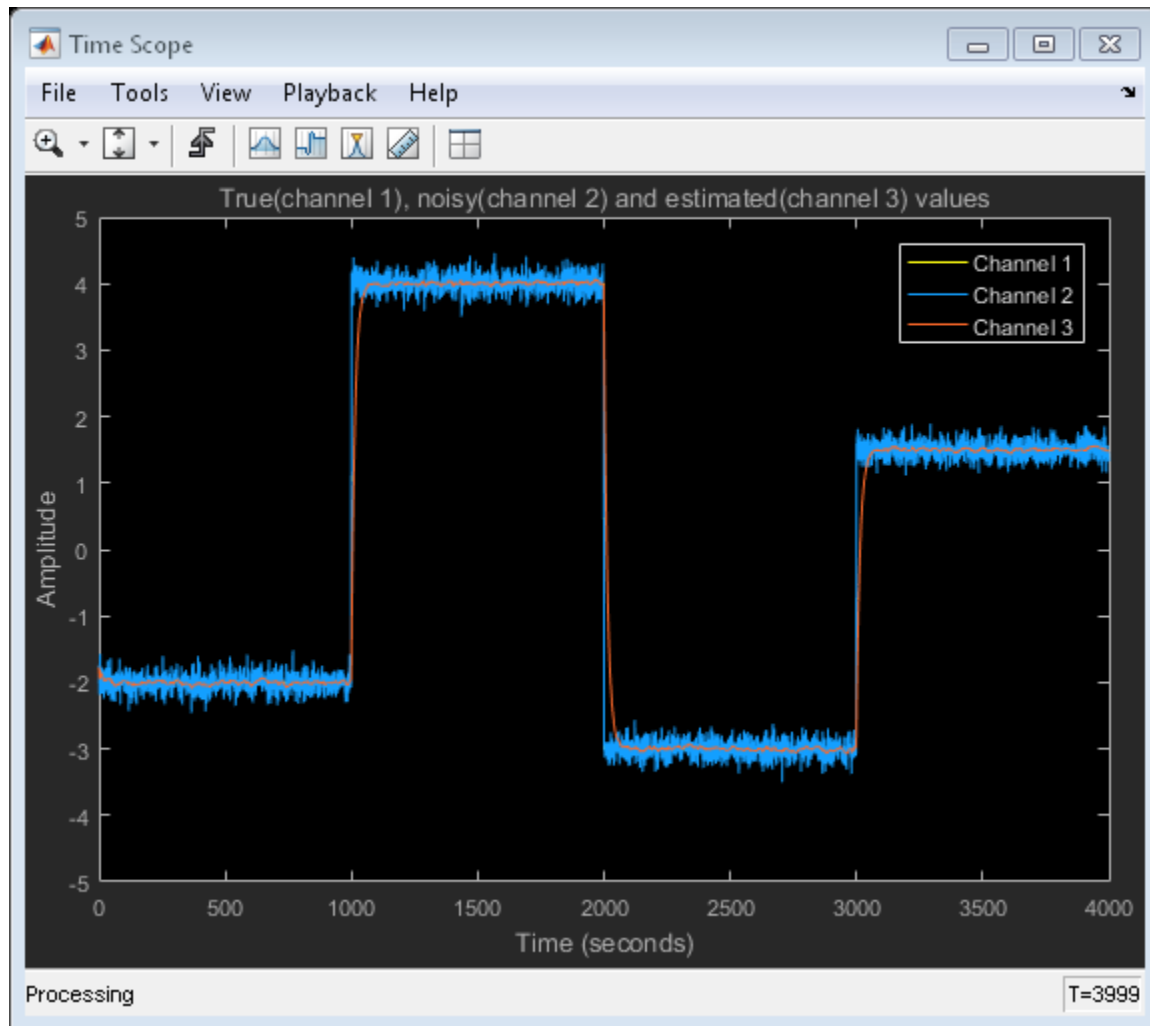 Time Scope
File Tools View Playback Help
True(channel 1), noisy(channel 2) and estimated(channel 3) values
Channel 1
Channel 2
Channel 3
5
4
3
2
1
0
-1
-2
-3
-4
-5
Amplitude
0 500 1000 1500 2000 2500 3000 3500 4000
Time (seconds)
Processing T=3999